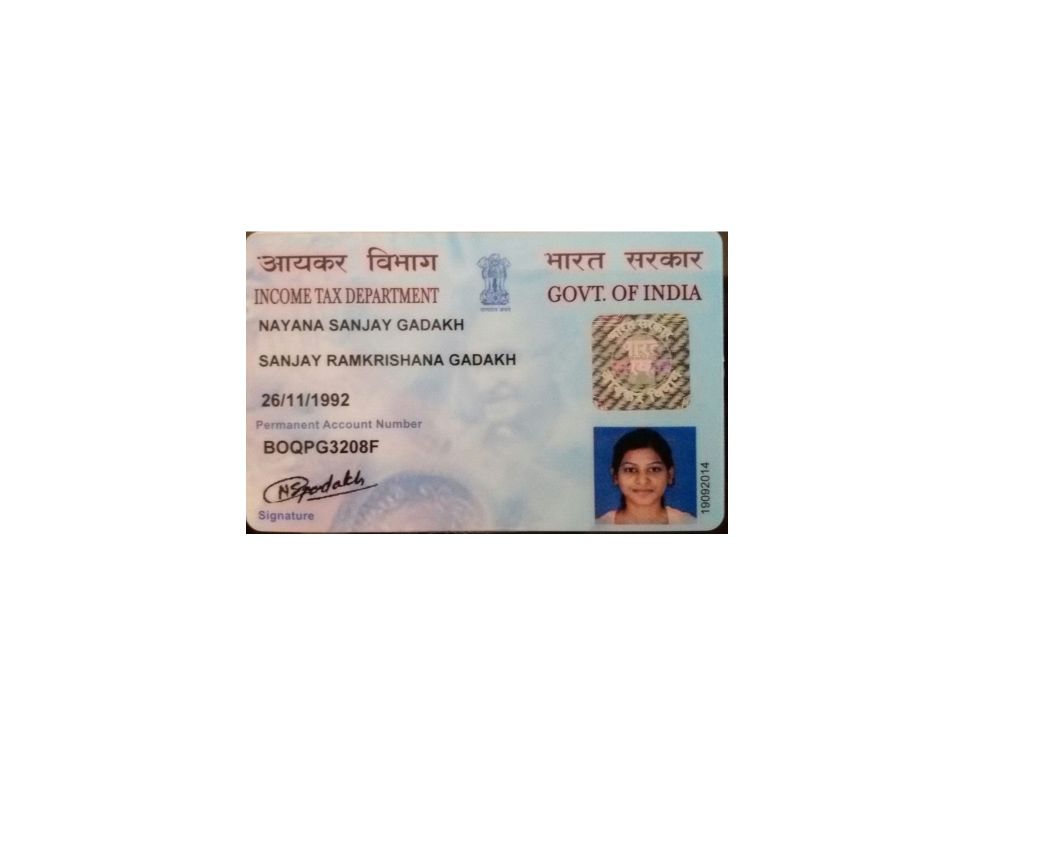 आयकर विभाग
भारत सरकार
INCOME TAX DEPARTMENT
GOVT. OF INDIA
NAYANA SANJAY GADAKH
SANJAY RAMKRISHANA GADAKH
26/11/1992
Permanent Account Number
BOQPG3208F
Signature
19092014